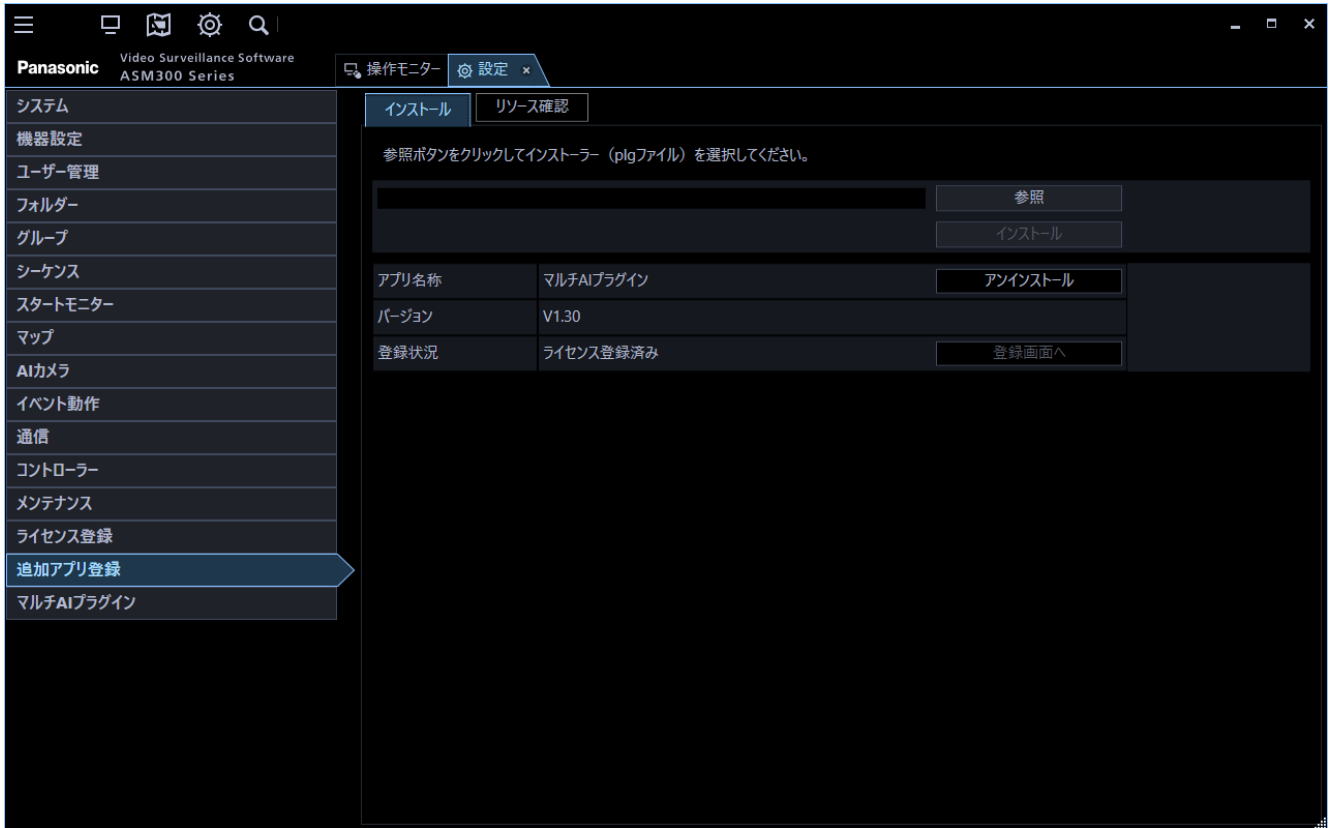 Panasonic
Video Surveillance Software
ASM300 Series
操作モニター
設定
システム
機器設定
ユーザー管理
フォルダー
グループ
シーケンス
スタートモニター
マップ
AIカメラ
イベント動作
通信
コントローラー
メンテナンス
ライセンス登録
追加アプリ登録
マルチAIプラグイン
インストール
リソース確認
参照ボタンをクリックしてインストーラー（plgファイル）を選択してください。
参照
インストール
アプリ名称 マルチAIプラグイン アンインストール
バージョン V1.30
登録状況 ライセンス登録済み 登録画面へ